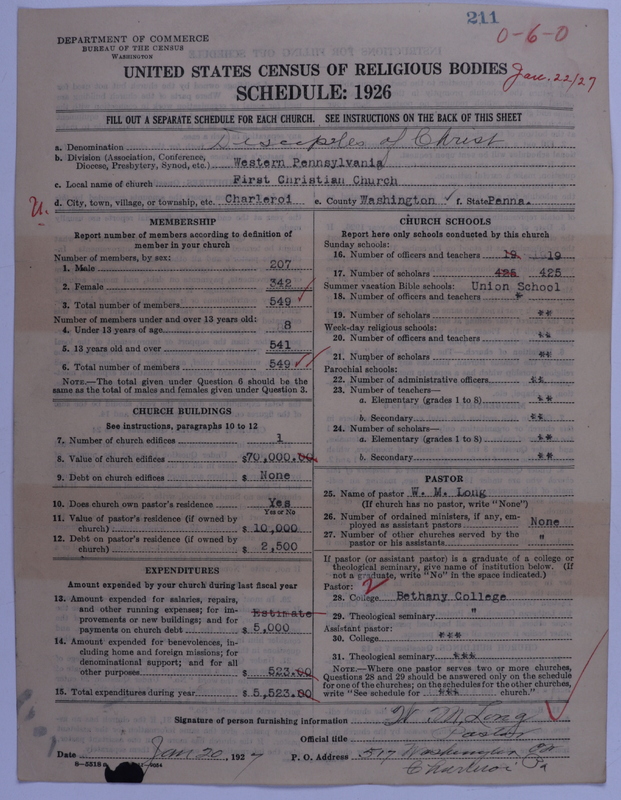 211
0-6-0
DEPARTMENT OF COMMERCE
BUREAU OF THE CENSUS
WASHINGTON
Jan. 22/27
UNITED STATES CENSUS OF RELIGIOUS BODIES
SCHEDULE: 1926
FILL OUT A SEPARATE SCHEDULE FOR EACH CHURCH. SEE INSTRUCTIONS ON THE BACK OF THIS SHEET
a. Denomination Disciples of Christ
b. Division (Association, Conference, Diocese, Presbytery, Synod, etc.) Western Pennsylvania
c. Local name of church First Christian Church
d. City, town, village, or township, etc. Charleroi e. County Washington ✓ f. State Penna.
MEMBERSHIP
Report number of members according to definition of
member in your church
Number of members, by sex:
1. Male 207
2. Female 342
3. Total number of members 549
Number of members under and over 13 years old:
4. Under 13 years of age 8
5. 13 years old and over 541
6. Total number of members 549
NOTE.—The total given under Question 6 should be
same as the total of males and females given under Question 3.
CHURCH BUILDINGS
See instructions, paragraphs 10 to 12
7. Number of church edifices 1
8. Value of church edifices $70,000.00
9. Debt on church edifices $ None
10. Does church own pastor's residence Yes
Yes or No
11. Value of pastor's residence (if owned by
church) $ 10,000
12. Debt on pastor's residence (if owned by
church) $ 2,500
EXPENDITURES
Amount expended by your church during last fiscal year
13. Amount expended for salaries, repairs,
and other running expenses; for im-
provements or new buildings; and for
payments on church debt Estimate $ 5,000
14. Amount expended for benevolences, in-
cluding home and foreign missions; for
denominational support; and for all
other purposes $ 523.00
15. Total expenditures during year $ 5,523.00
CHURCH SCHOOLS
Report here only schools conducted by this church
Sunday schools:
16. Number of officers and teachers 19 19
17. Number of scholars 425 425
Summer vacation Bible schools: Union School
18. Number of officers and teachers *
19. Number of scholars **
Week-day religious schools:
20. Number of officers and teachers **
21. Number of scholars **
Parochial schools:
22. Number of administrative officers **
23. Number of teachers—
a. Elementary (grades 1 to 8) **
b. Secondary **
24. Number of scholars—
a. Elementary (grades 1 to 8) **
b. Secondary **
PASTOR
25. Name of pastor W. M. Long
(If church has no pastor, write "None")
26. Number of ordained ministers, if any, em-
ployed as assistant pastors None
27. Number of other churches served by the
pastor or his assistants "
If pastor (or assistant pastor) is a graduate of a college or
theological seminary, give name of institution below. (If
not a graduate, write "No" in the space indicated.)
Pastor:
28. College Bethany College
29. Theological seminary "
Assistant pastor:
30. College ***
31. Theological seminary ***
NOTE.—Where one pastor serves two or more churches,
Questions 28 and 29 should be answered only on the schedule
for one of the churches; on the schedules for the other churches,
write "See schedule for *** church."
Signature of person furnishing information W M Long
Official title Pastor
Date Jan 20, 1927 P. O. Address 517 Washington
Charleroi Pa